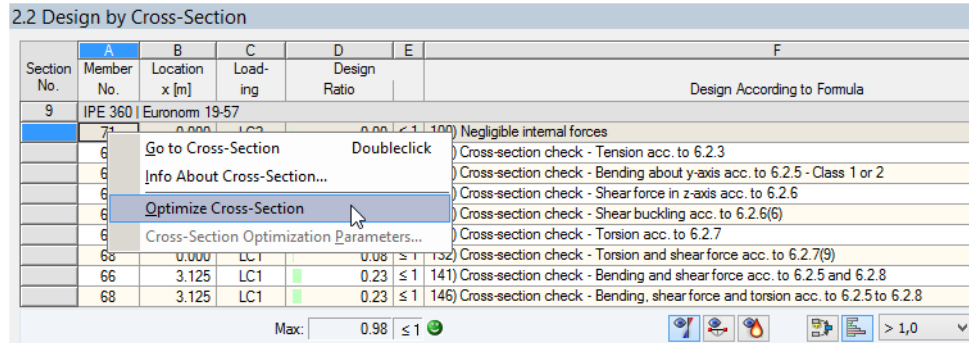 2.2 Design by Cross-Section
A B C D E F
Section Member Location Load- Design
No. No. x [m] ing Ratio Design According to Formula
9 IPE 360 | Euronorm 19-57
71 0.000 LC2 0.00 ≤ 1 100) Negligible internal forces
Go to Cross-Section Doubleclick ) Cross-section check - Tension acc. to 6.2.3
Info About Cross-Section... ) Cross-section check - Bending about y-axis acc. to 6.2.5 - Class 1 or 2
) Cross-section check - Shear force in z-axis acc. to 6.2.6
Optimize Cross-Section ) Cross-section check - Shear buckling acc. to 6.2.6(6)
Cross-Section Optimization Parameters... ) Cross-section check - Torsion acc. to 6.2.7
68 0.000 LC1 0.08 ≤ 1 132) Cross-section check - Torsion and shear force acc. to 6.2.7(9)
66 3.125 LC1 0.23 ≤ 1 141) Cross-section check - Bending and shear force acc. to 6.2.5 and 6.2.8
68 3.125 LC1 0.23 ≤ 1 146) Cross-section check - Bending, shear force and torsion acc. to 6.2.5 to 6.2.8
Max: 0.98 ≤ 1 > 1,0